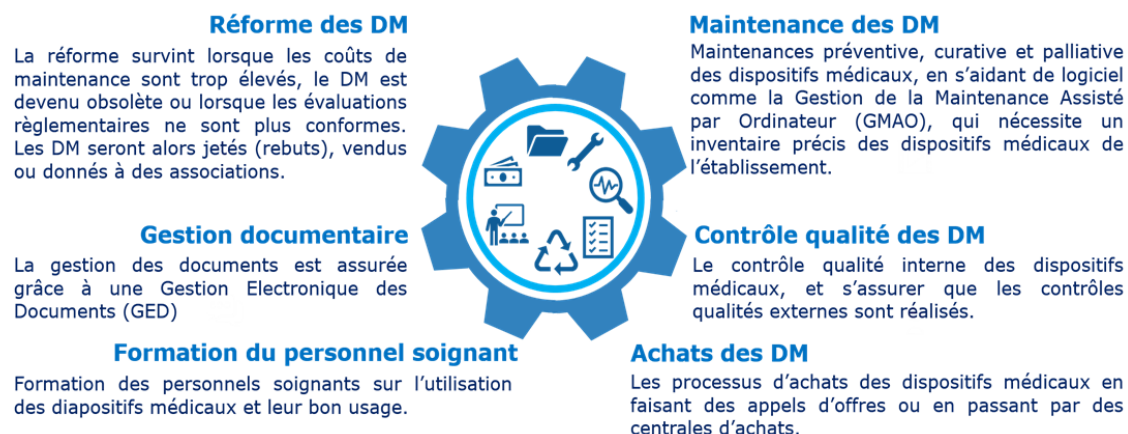 Réforme des DM
La réforme survint lorsque les coûts de
maintenance sont trop élevés, le DM est
devenu obsolète ou lorsque les évaluations
règlementaires ne sont plus conformes.
Les DM seront alors jetés (rebuts), vendus
ou donnés à des associations.
Gestion documentaire
La gestion des documents est assurée
grâce à une Gestion Electronique des
Documents (GED)
Formation du personnel soignant
Formation des personnels soignants sur l’utilisation
des diapositifs médicaux et leur bon usage.
Maintenance des DM
Maintenances préventive, curative et palliative
des dispositifs médicaux, en s’aidant de logiciel
comme la Gestion de la Maintenance Assisté
par Ordinateur (GMAO), qui nécessite un
inventaire précis des dispositifs médicaux de
l’établissement.
Contrôle qualité des DM
Le contrôle qualité interne des dispositifs
médicaux, et s’assurer que les contrôles
qualités externes sont réalisés.
Achats des DM
Les processus d’achats des dispositifs médicaux en
faisant des appels d’offres ou en passant par des
centrales d’achats.